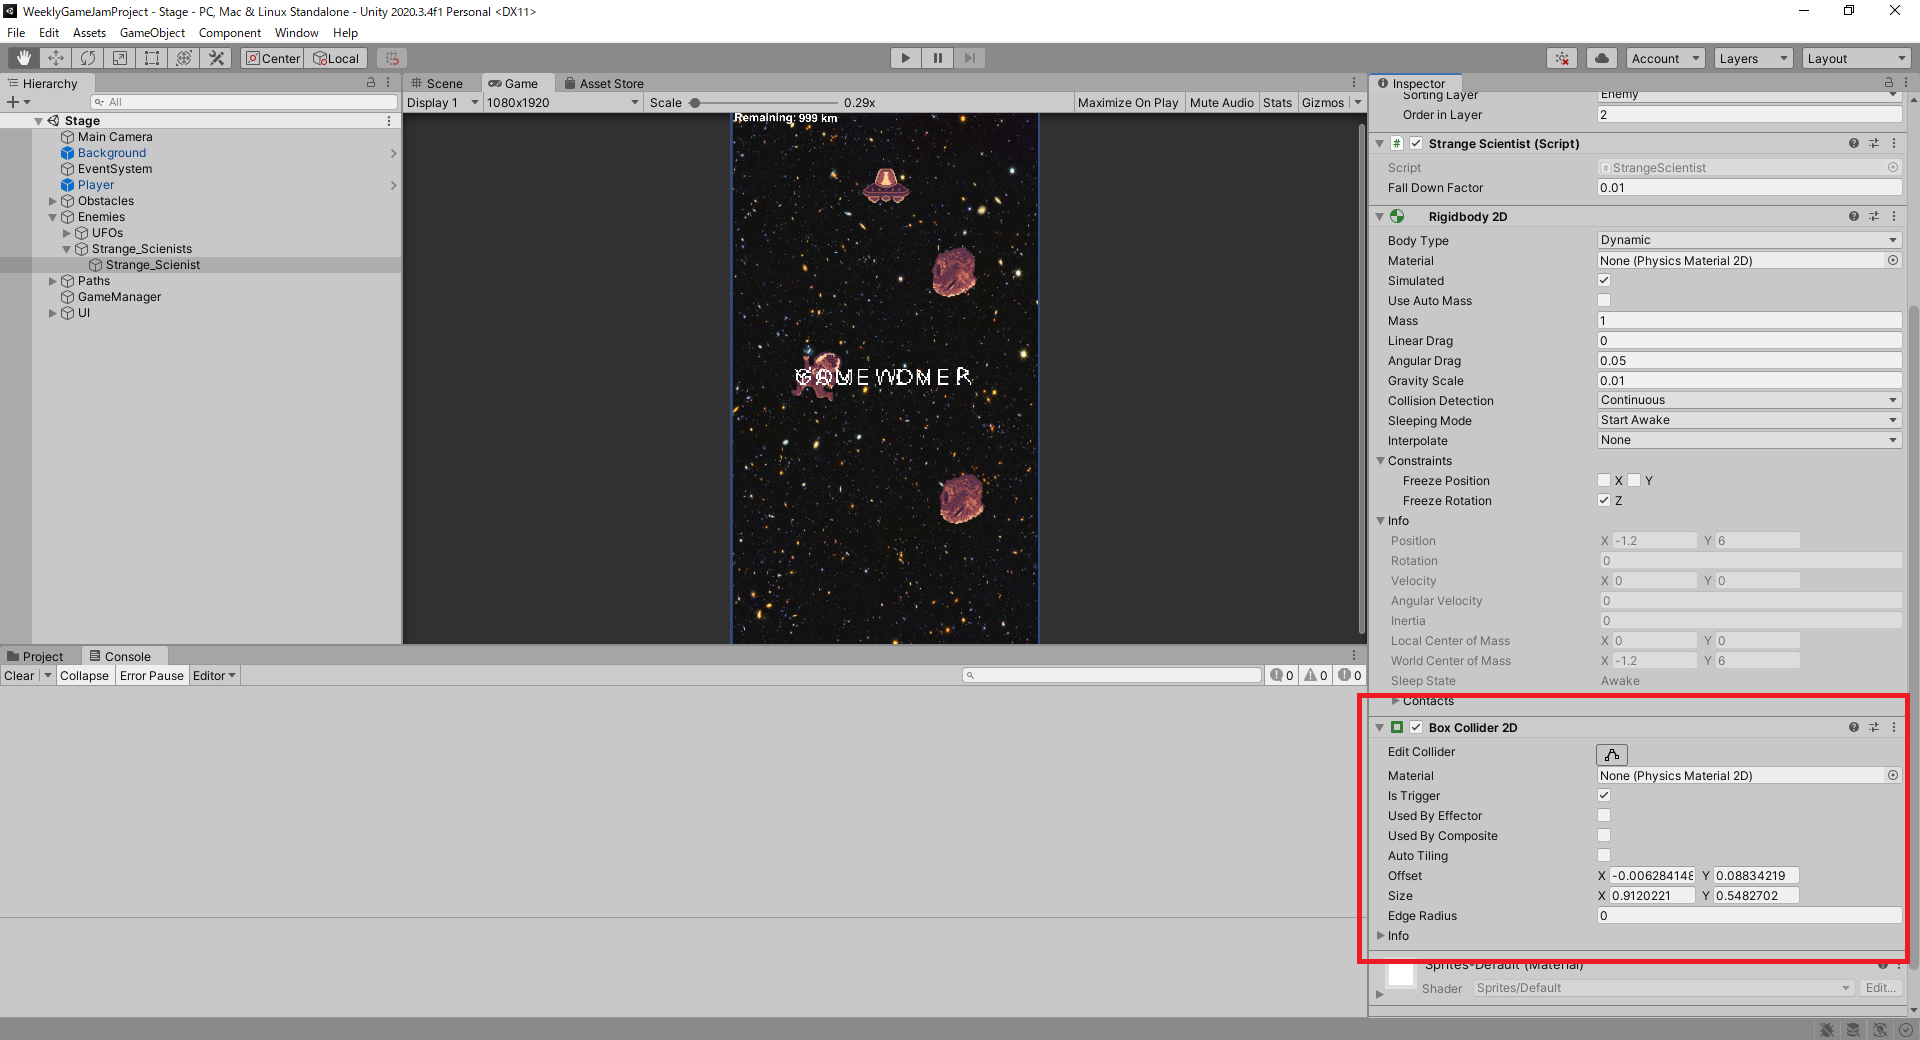 WeeklyGameJamProject - Stage - PC, Mac & Linux Standalone - Unity 2020.3.4f1 Personal <DX11>
File Edit Assets GameObject Component Window Help
Center Local Account Layers Layout
Hierarchy
All
Stage
Main Camera
Background
EventSystem
Player
Obstacles
Enemies
UFOs
Strange_Scienists
Strange_Scienist
Paths
GameManager
UI
Scene Game Asset Store
Display 1 1080x1920 Scale 0.29x Maximize On Play Mute Audio Stats Gizmos
Remaining: 999 km
Project Console
Clear Collapse Error Pause Editor 0 0 0
Inspector
Sorting Layer Enemy
Order in Layer 2
# Strange Scientist (Script)
Script # StrangeScientist
Fall Down Factor 0.01
Rigidbody 2D
Body Type Dynamic
Material None (Physics Material 2D)
Simulated
Use Auto Mass
Mass 1
Linear Drag 0
Angular Drag 0.05
Gravity Scale 0.01
Collision Detection Continuous
Sleeping Mode Start Awake
Interpolate None
Constraints
Freeze Position X Y
Freeze Rotation Z
Info
Position X -1.2 Y 6
Rotation 0
Velocity X 0 Y 0
Angular Velocity 0
Inertia 0
Local Center of Mass X 0 Y 0
World Center of Mass X -1.2 Y 6
Sleep State Awake
Contacts
Box Collider 2D
Edit Collider
Material None (Physics Material 2D)
Is Trigger
Used By Effector
Used By Composite
Auto Tiling
Offset X -0.006284148 Y 0.08834219
Size X 0.9120221 Y 0.5482702
Edge Radius 0
Info
Sprites-Default (Material)
Shader Sprites/Default Edit...